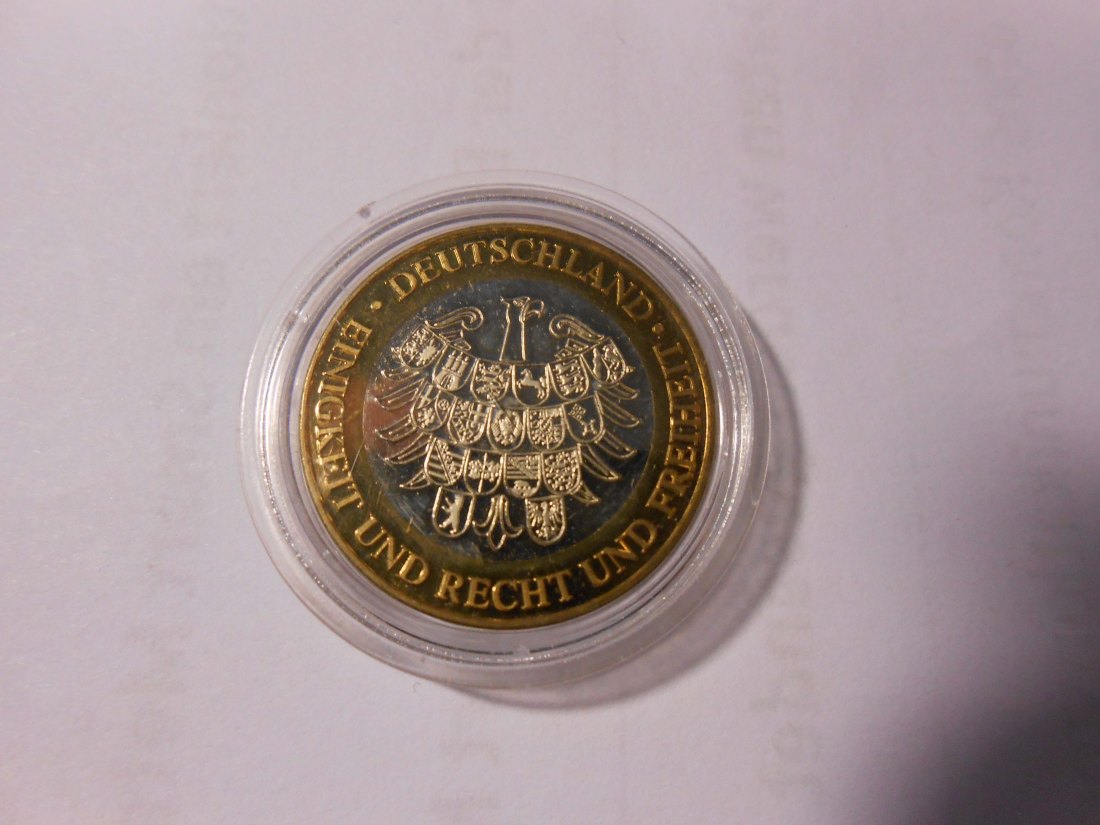 · DEUTSCHLAND ·
EINIGKEIT UND RECHT UND FREIHEIT